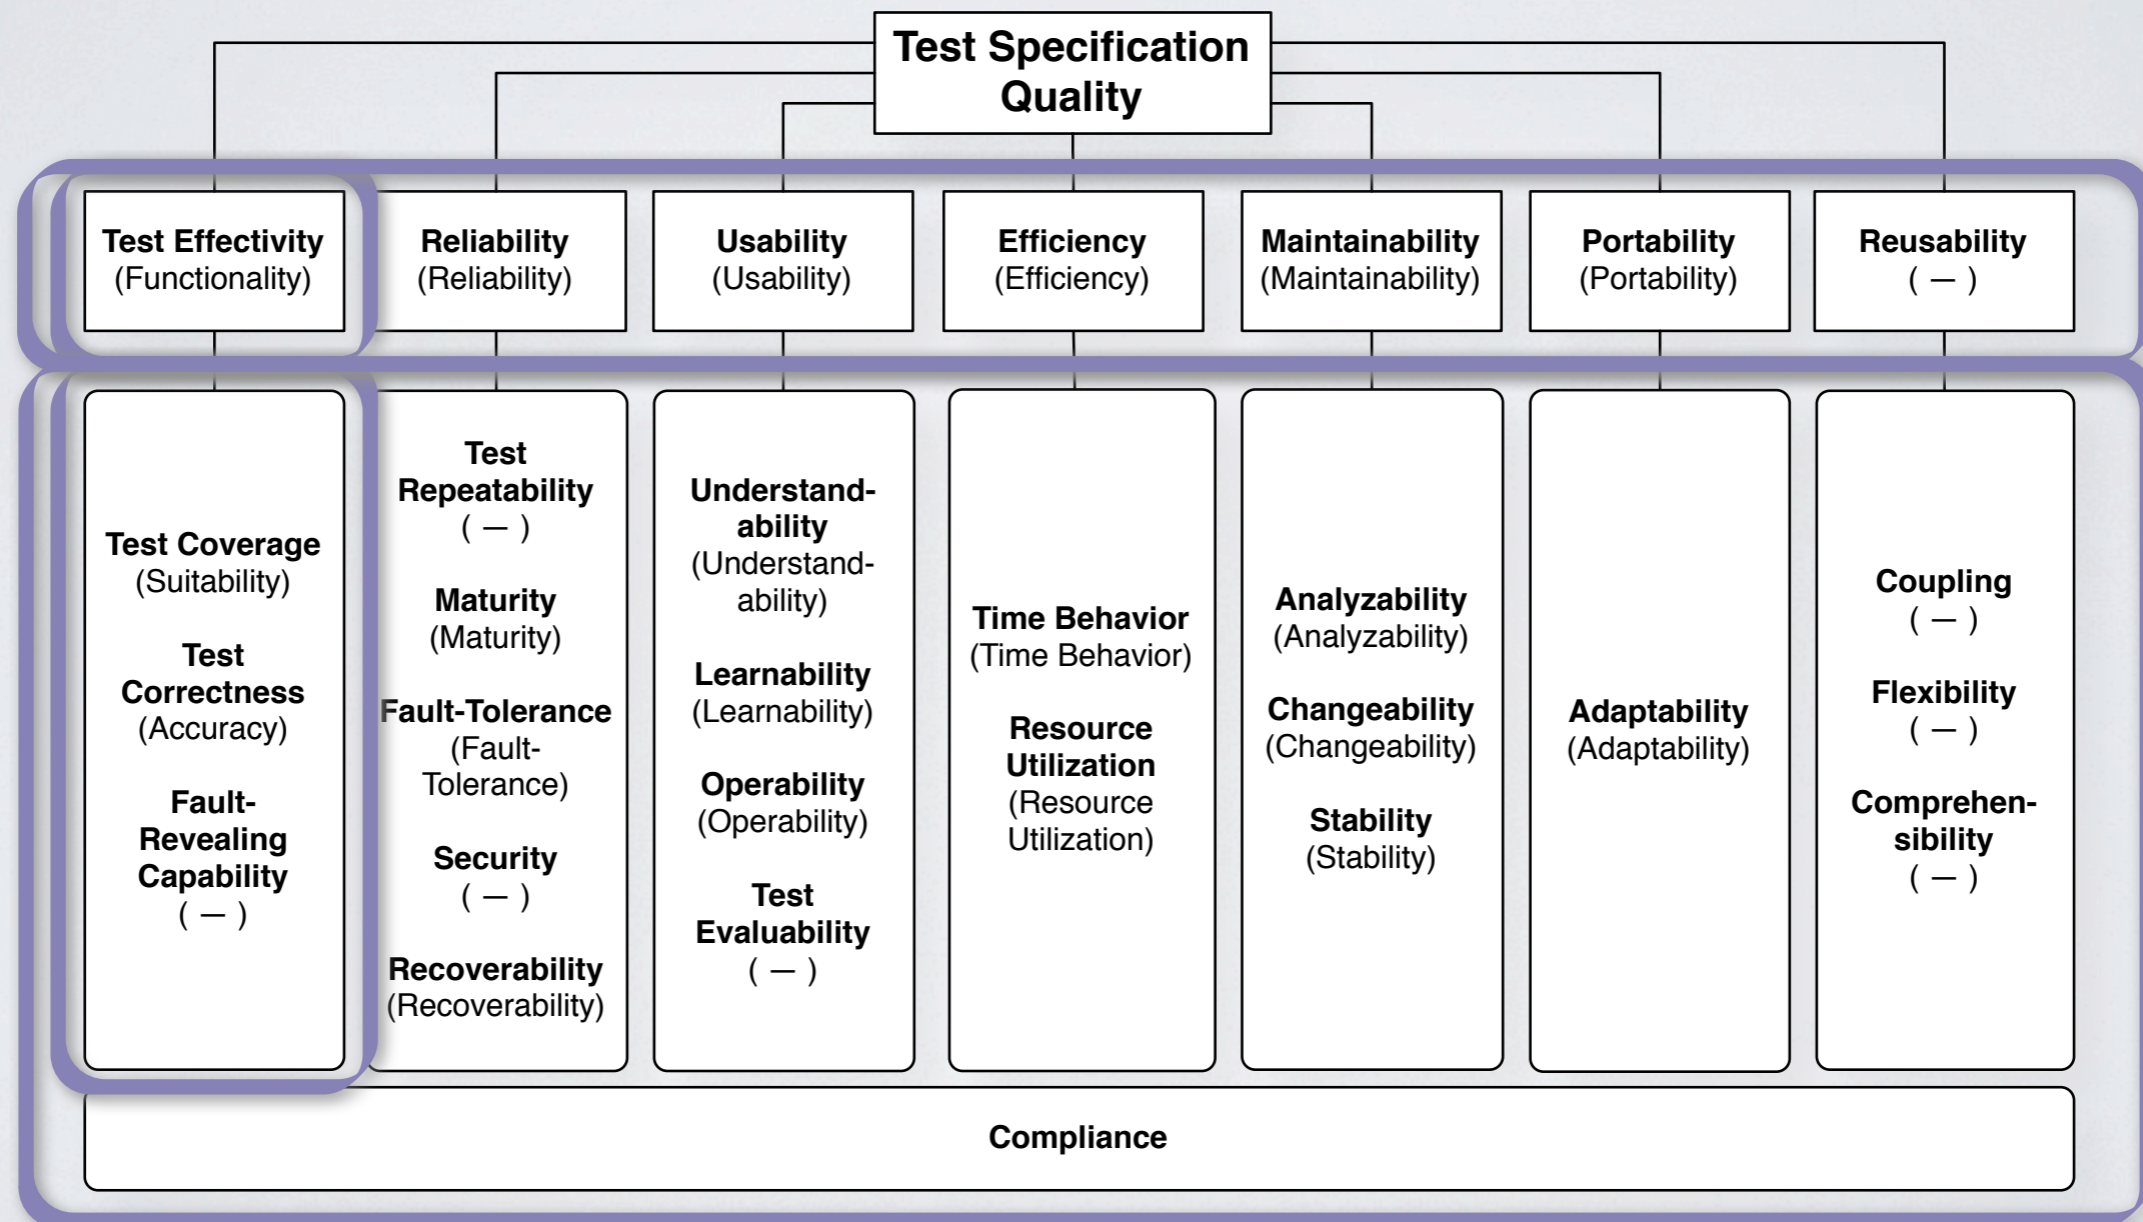 Test Specification
Quality
Test Effectivity
(Functionality)
Reliability
(Reliability)
Usability
(Usability)
Efficiency
(Efficiency)
Maintainability
(Maintainability)
Portability
(Portability)
Reusability
( — )
Test Coverage
(Suitability)
Test
Correctness
(Accuracy)
Fault-
Revealing
Capability
( — )
Test
Repeatability
( — )
Maturity
(Maturity)
Fault-Tolerance
(Fault-
Tolerance)
Security
( — )
Recoverability
(Recoverability)
Understand-
ability
(Understand-
ability)
Learnability
(Learnability)
Operability
(Operability)
Test
Evaluability
( — )
Time Behavior
(Time Behavior)
Resource
Utilization
(Resource
Utilization)
Analyzability
(Analyzability)
Changeability
(Changeability)
Stability
(Stability)
Adaptability
(Adaptability)
Coupling
( — )
Flexibility
( — )
Comprehen-
sibility
( — )
Compliance